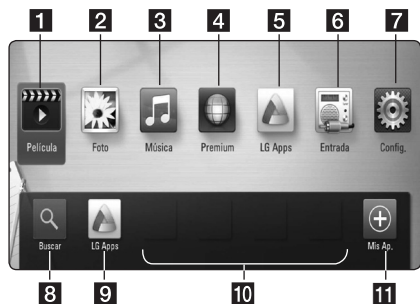 1 2 3 4 5 6 7
Película Foto Música Premium LG Apps Entrada Config.
Buscar LG Apps Mis Ap.
8 9 10 11